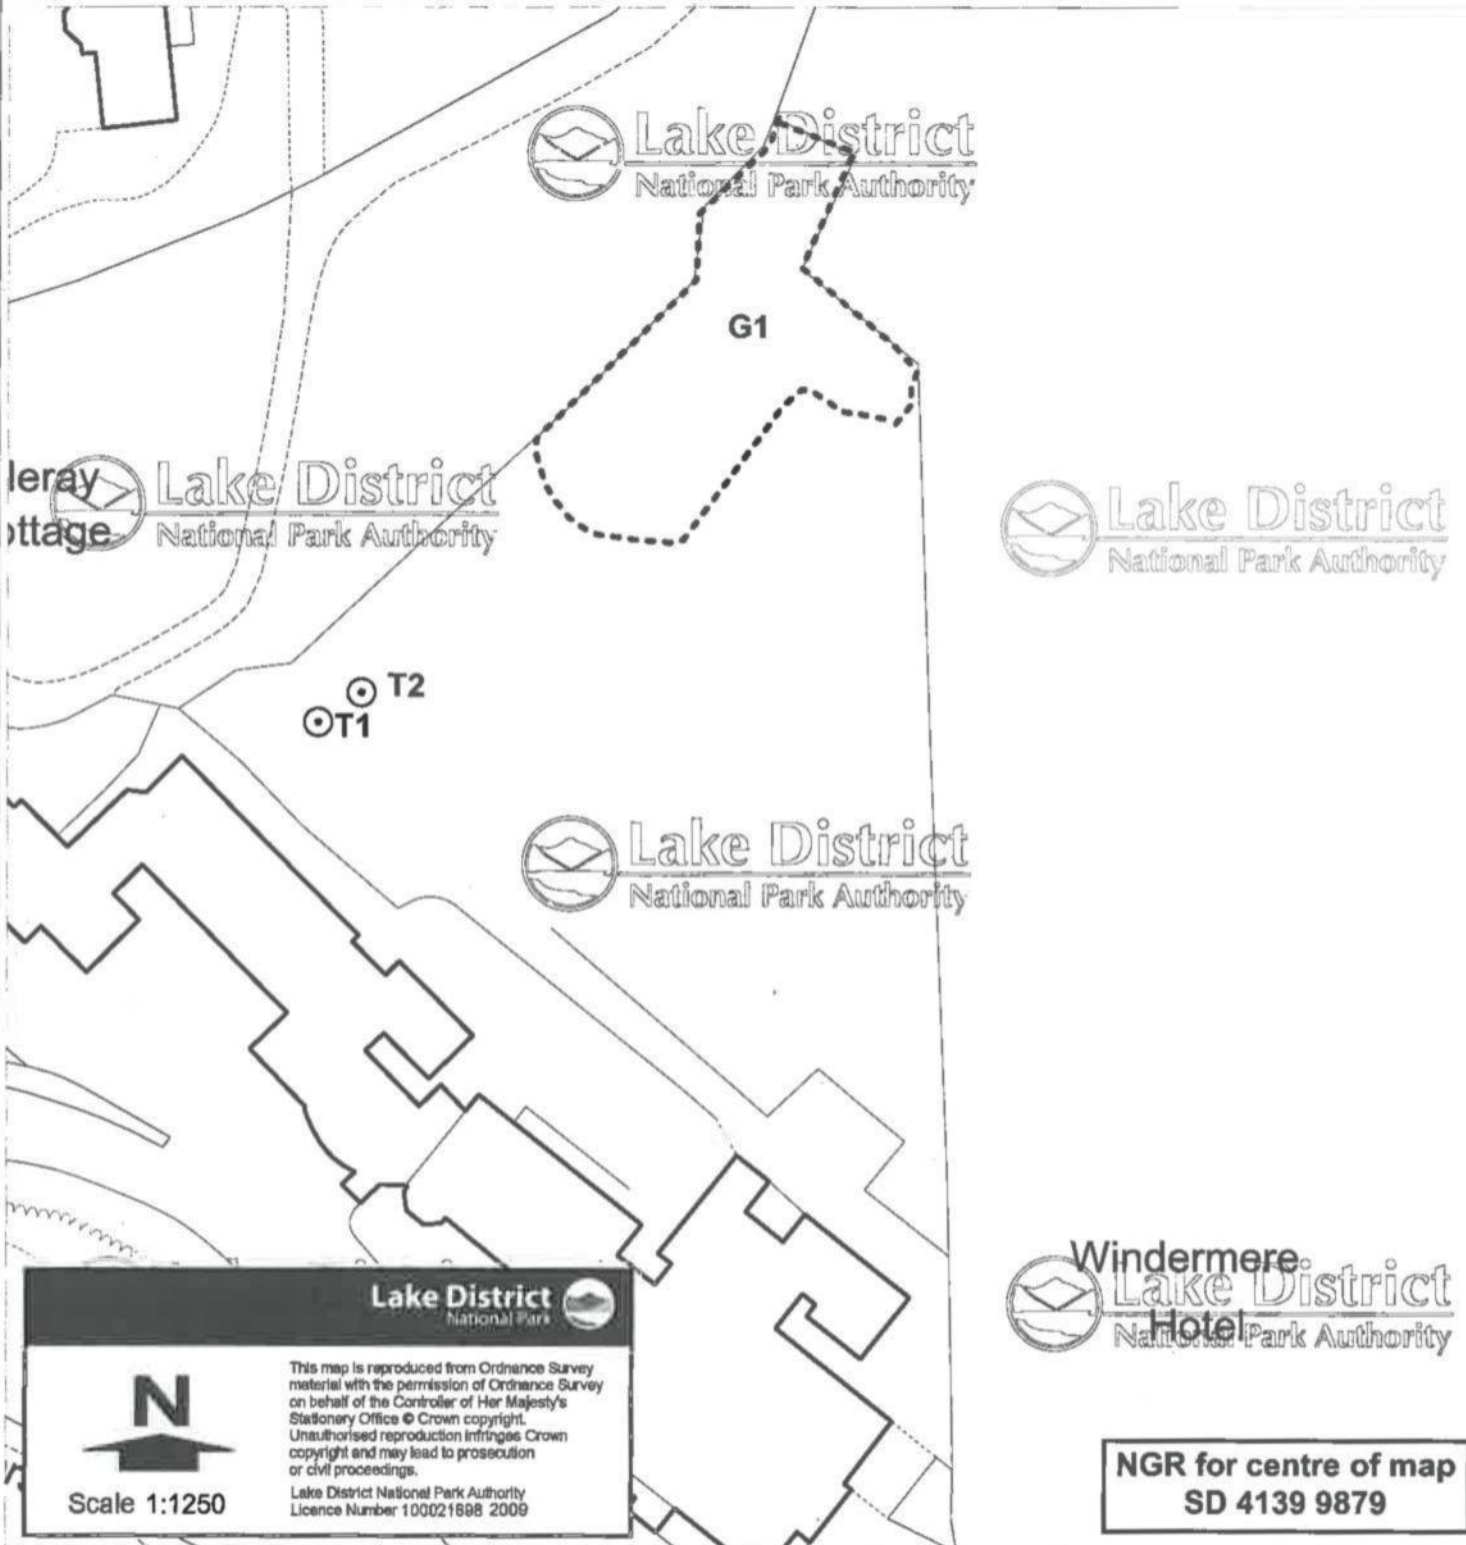 Lake District
National Park Authority
G1
leray
ottage
Lake District
National Park Authority
Lake District
National Park Authority
T2
T1
Lake District
National Park Authority
Windermere
Hotel
Lake District
National Park Authority
Lake District
National Park
N
Scale 1:1250
This map is reproduced from Ordnance Survey
material with the permission of Ordnance Survey
on behalf of the Controller of Her Majesty's
Stationery Office © Crown copyright.
Unauthorised reproduction infringes Crown
copyright and may lead to prosecution
or civil proceedings.
Lake District National Park Authority
Licence Number 100021698 2009
NGR for centre of map
SD 4139 9879